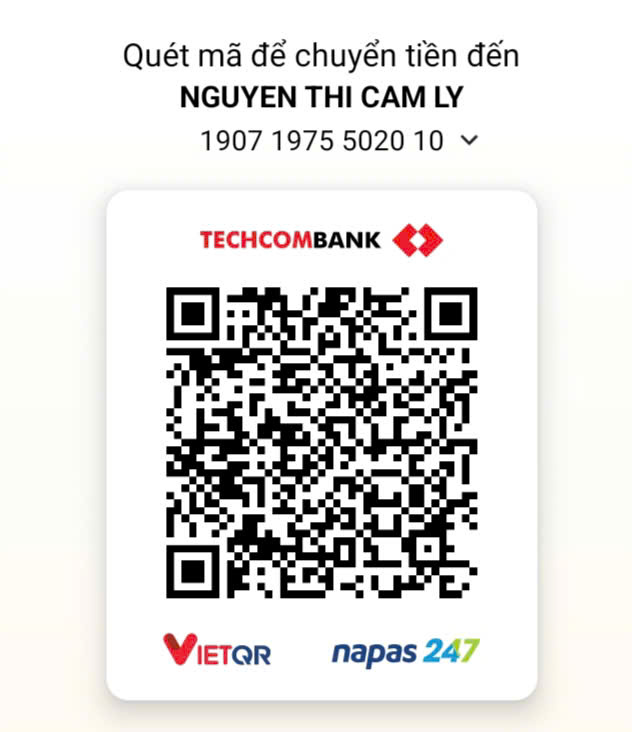 Quét mã để chuyển tiền đến
NGUYEN THI CAM LY
1907 1975 5020 10
TECHCOMBANK
VIETQR
napas 247